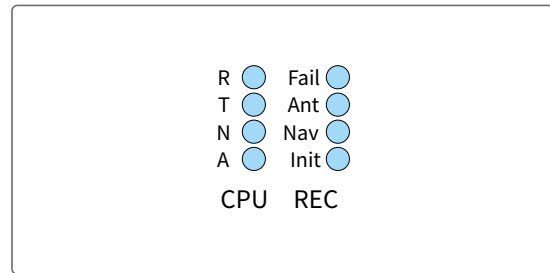 R Fail
T Ant
N Nav
A Init
CPU REC